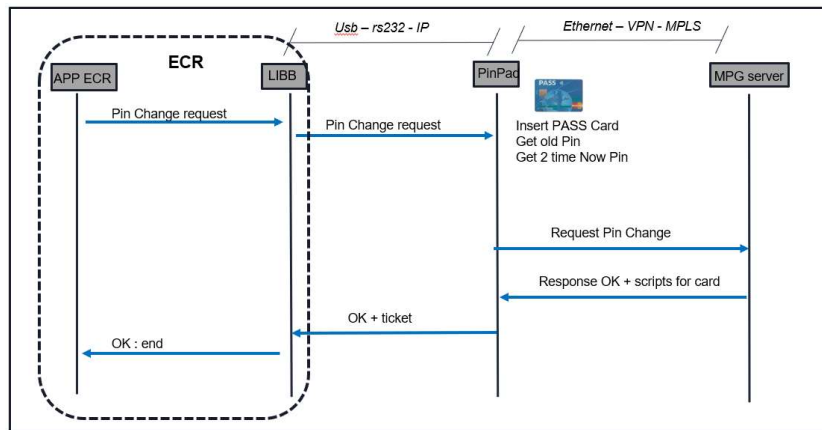 Usb – rs232 - IP
Ethernet – VPN - MPLS
ECR
APP ECR
LIBB
PinPad
MPG server
PASS
Pin Change request
Pin Change request
Insert PASS Card
Get old Pin
Get 2 time Now Pin
Request Pin Change
Response OK + scripts for card
OK + ticket
OK : end